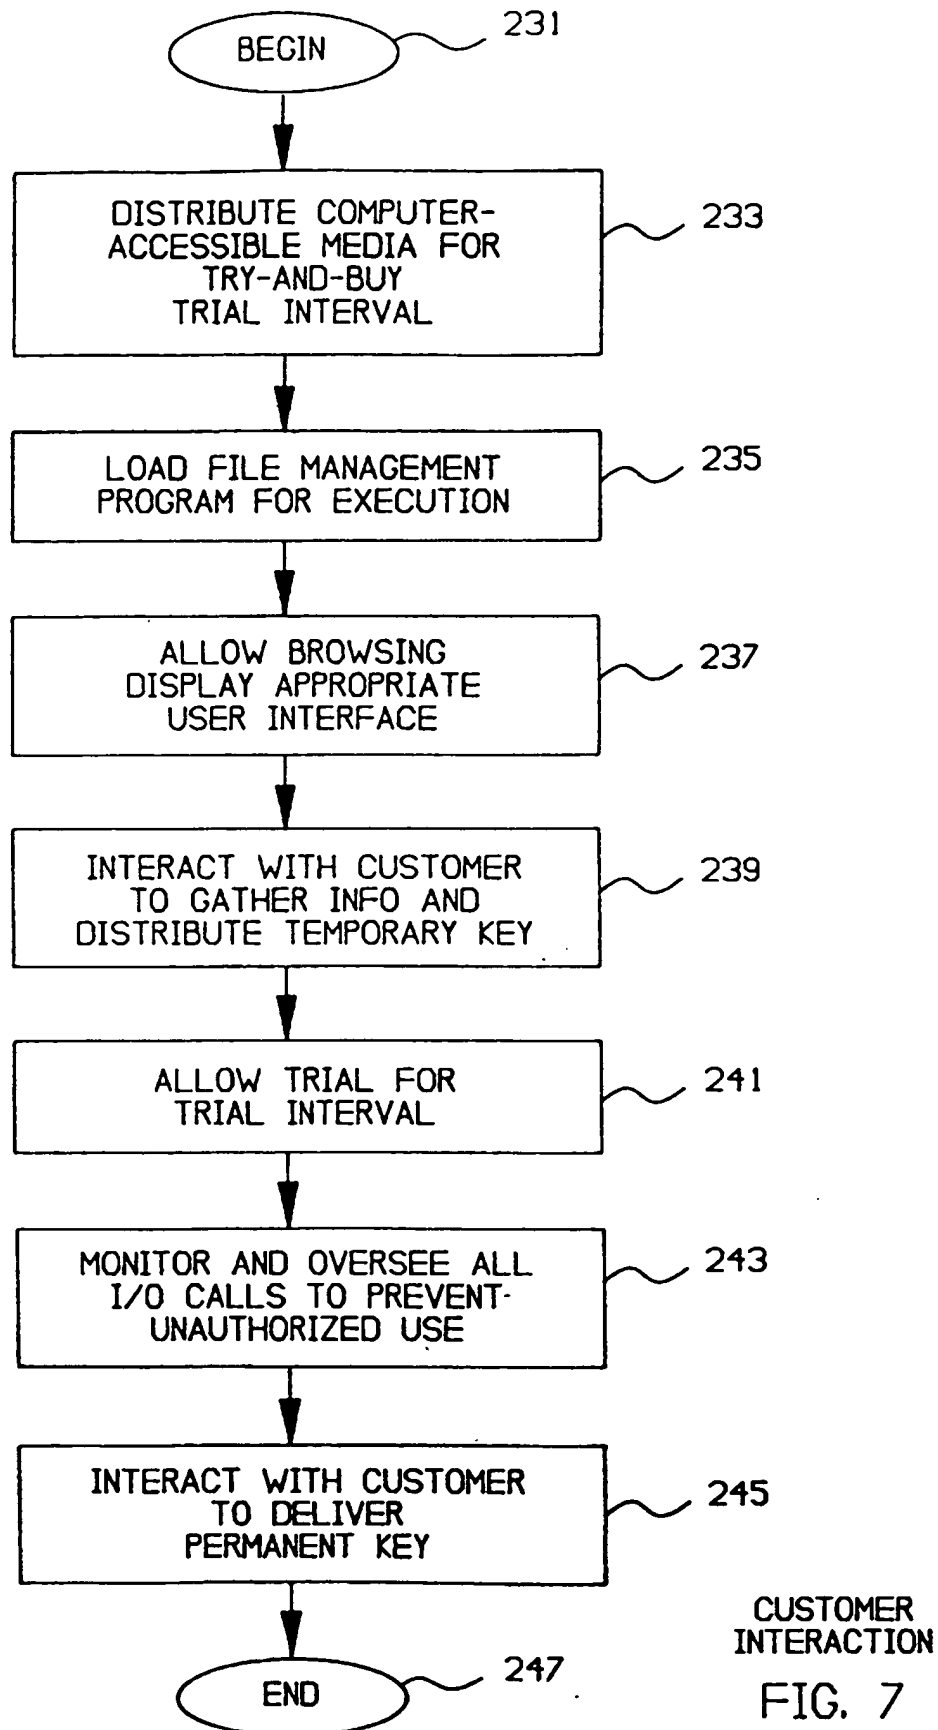 BEGIN
231
DISTRIBUTE COMPUTER-
ACCESSIBLE MEDIA FOR
TRY-AND-BUY
TRIAL INTERVAL
233
LOAD FILE MANAGEMENT
PROGRAM FOR EXECUTION
235
ALLOW BROWSING
DISPLAY APPROPRIATE
USER INTERFACE
237
INTERACT WITH CUSTOMER
TO GATHER INFO AND
DISTRIBUTE TEMPORARY KEY
239
ALLOW TRIAL FOR
TRIAL INTERVAL
241
MONITOR AND OVERSEE ALL
I/O CALLS TO PREVENT
UNAUTHORIZED USE
243
INTERACT WITH CUSTOMER
TO DELIVER
PERMANENT KEY
245
END
247
CUSTOMER
INTERACTION
FIG. 7